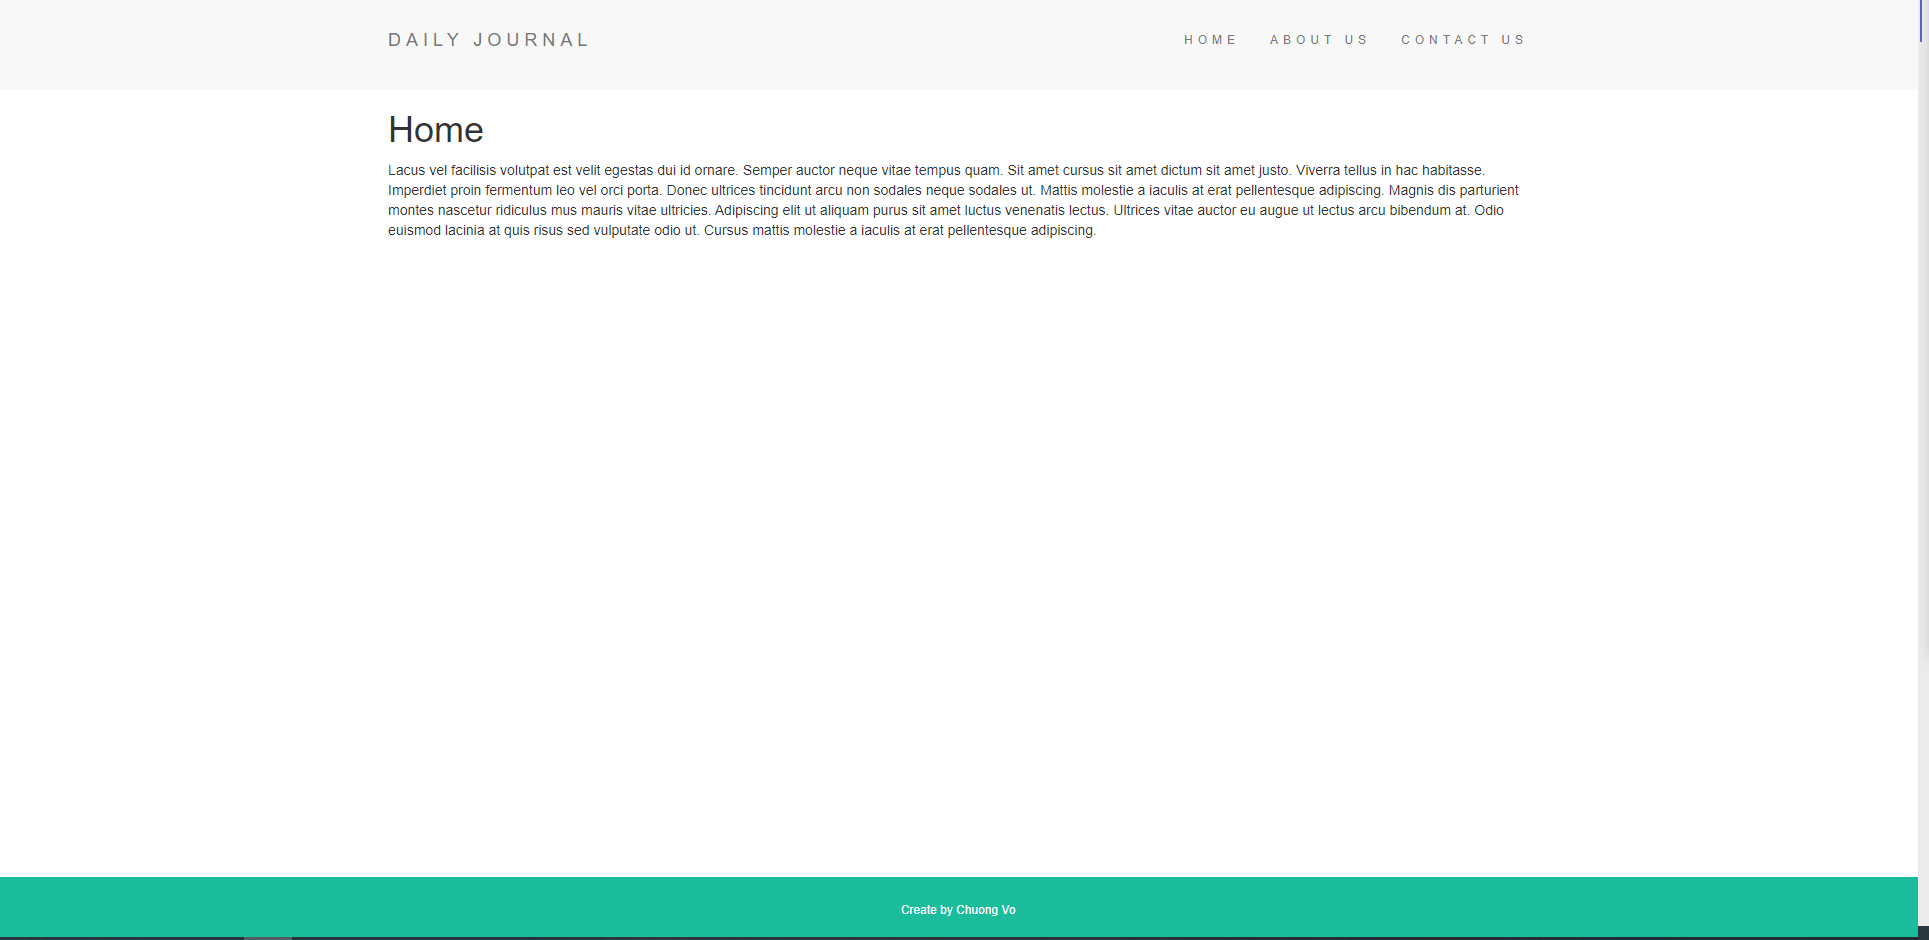 DAILY JOURNAL
HOME ABOUT US CONTACT US
Home
Lacus vel facilisis volutpat est velit egestas dui id ornare. Semper auctor neque vitae tempus quam. Sit amet cursus sit amet dictum sit amet justo. Viverra tellus in hac habitasse.
Imperdiet proin fermentum leo vel orci porta. Donec ultrices tincidunt arcu non sodales neque sodales ut. Mattis molestie a iaculis at erat pellentesque adipiscing. Magnis dis parturient
montes nascetur ridiculus mus mauris vitae ultricies. Adipiscing elit ut aliquam purus sit amet luctus venenatis lectus. Ultrices vitae auctor eu augue ut lectus arcu bibendum at. Odio
euismod lacinia at quis risus sed vulputate odio ut. Cursus mattis molestie a iaculis at erat pellentesque adipiscing.
Create by Chuong Vo